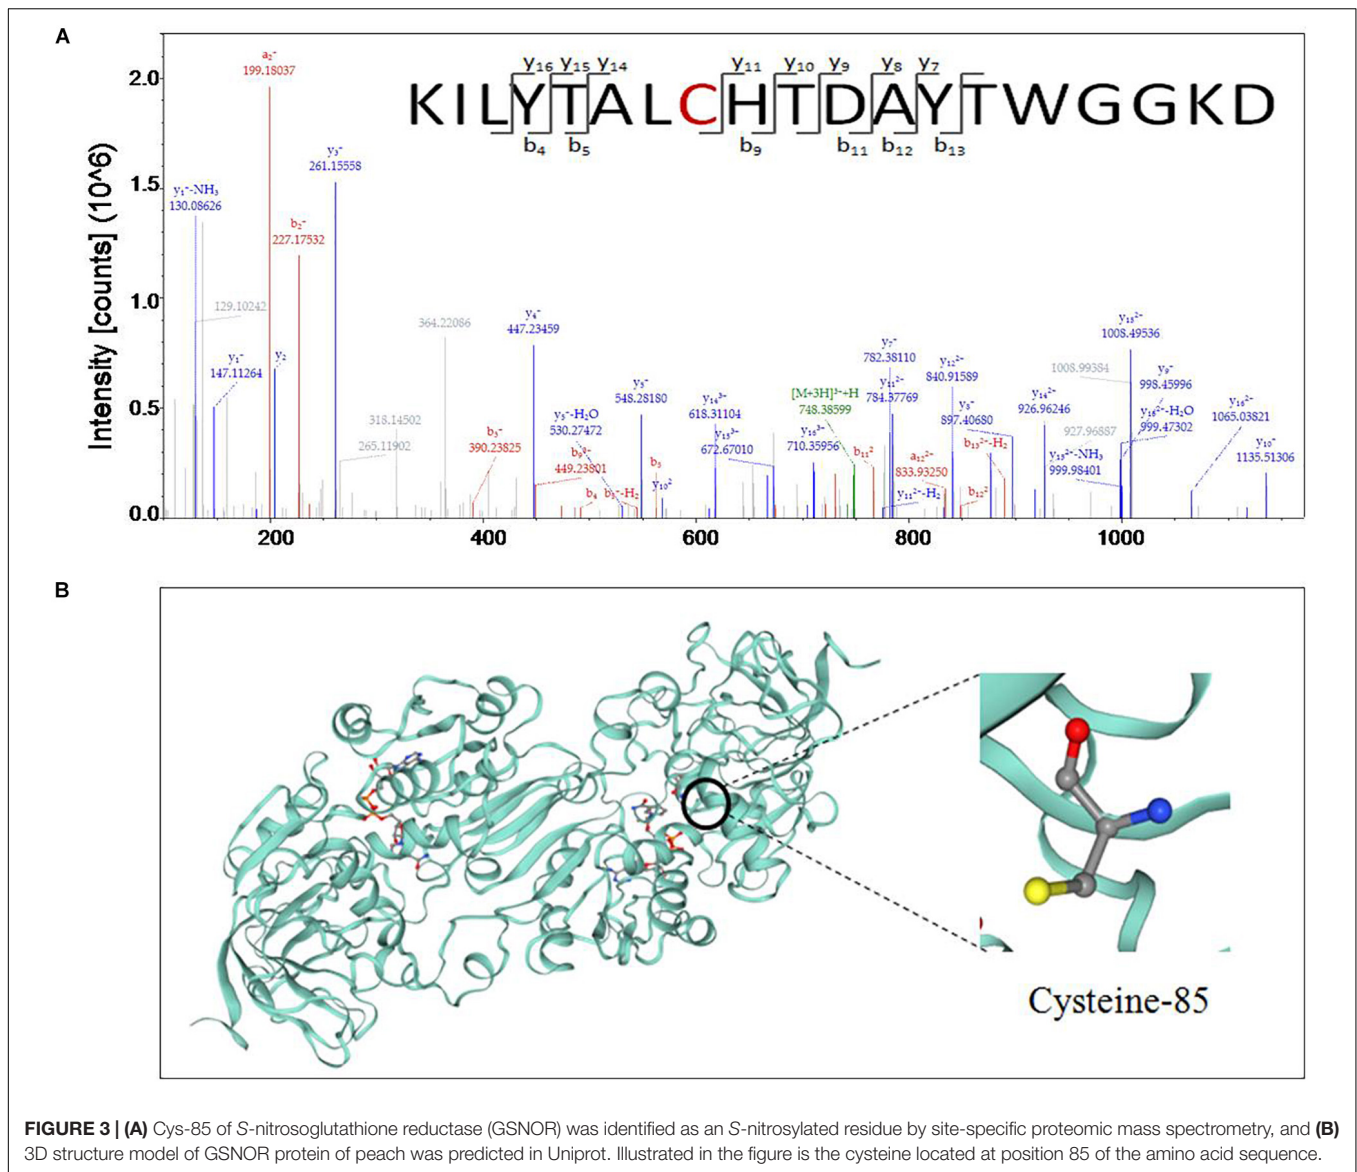 A
2.0
1.5
1.0
0.5
0.0
Intensity [counts] (10^6)
200 400 600 800 1000
y16 y15 y14 y11 y10 y9 y8 y7
KILYTALCHTDAYTWGGKD
b4 b5 b9 b11 b12 b13
a2+
199.18037
y3+
261.15558
y1+-NH3
130.08626
b2+
227.17532
129.10242
y1+
147.11264
y2
364.22086
318.14502
265.11902
y4+
447.23459
b3+
390.23825
b9
449.23801
b4
y5+-H2O
530.27472
b5+-H2
y5+
548.28180
b5
y10 2
y14 3+
618.31104
y15 3+
672.67010
y16 3+
710.35956
[M+3H]3+ +H
748.38599
b11 2
y7+
782.38110
y11 2+
784.37769
a12 2+
833.93250
y11 2+-H2
b12 2
y12 2+
840.91589
y8+
897.40680
b13 2+-H2
y14 2+
926.96246
927.96887
1008.99384
y15 2+
1008.49536
y9+
998.45996
y16 2+-H2O
999.47302
y15 2+-NH3
999.98401
y16 2+
1065.03821
y10+
1135.51306
B
Cysteine-85
FIGURE 3 | (A) Cys-85 of S-nitrosoglutathione reductase (GSNOR) was identified as an S-nitrosylated residue by site-specific proteomic mass spectrometry, and (B)
3D structure model of GSNOR protein of peach was predicted in Uniprot. Illustrated in the figure is the cysteine located at position 85 of the amino acid sequence.